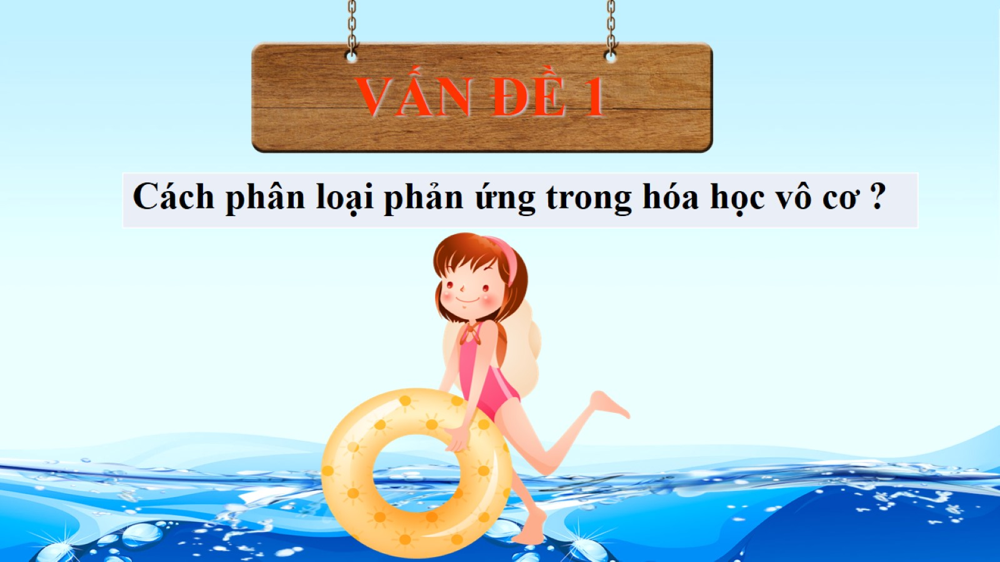 VẤN ĐỀ 1
Cách phân loại phản ứng trong hóa học vô cơ ?